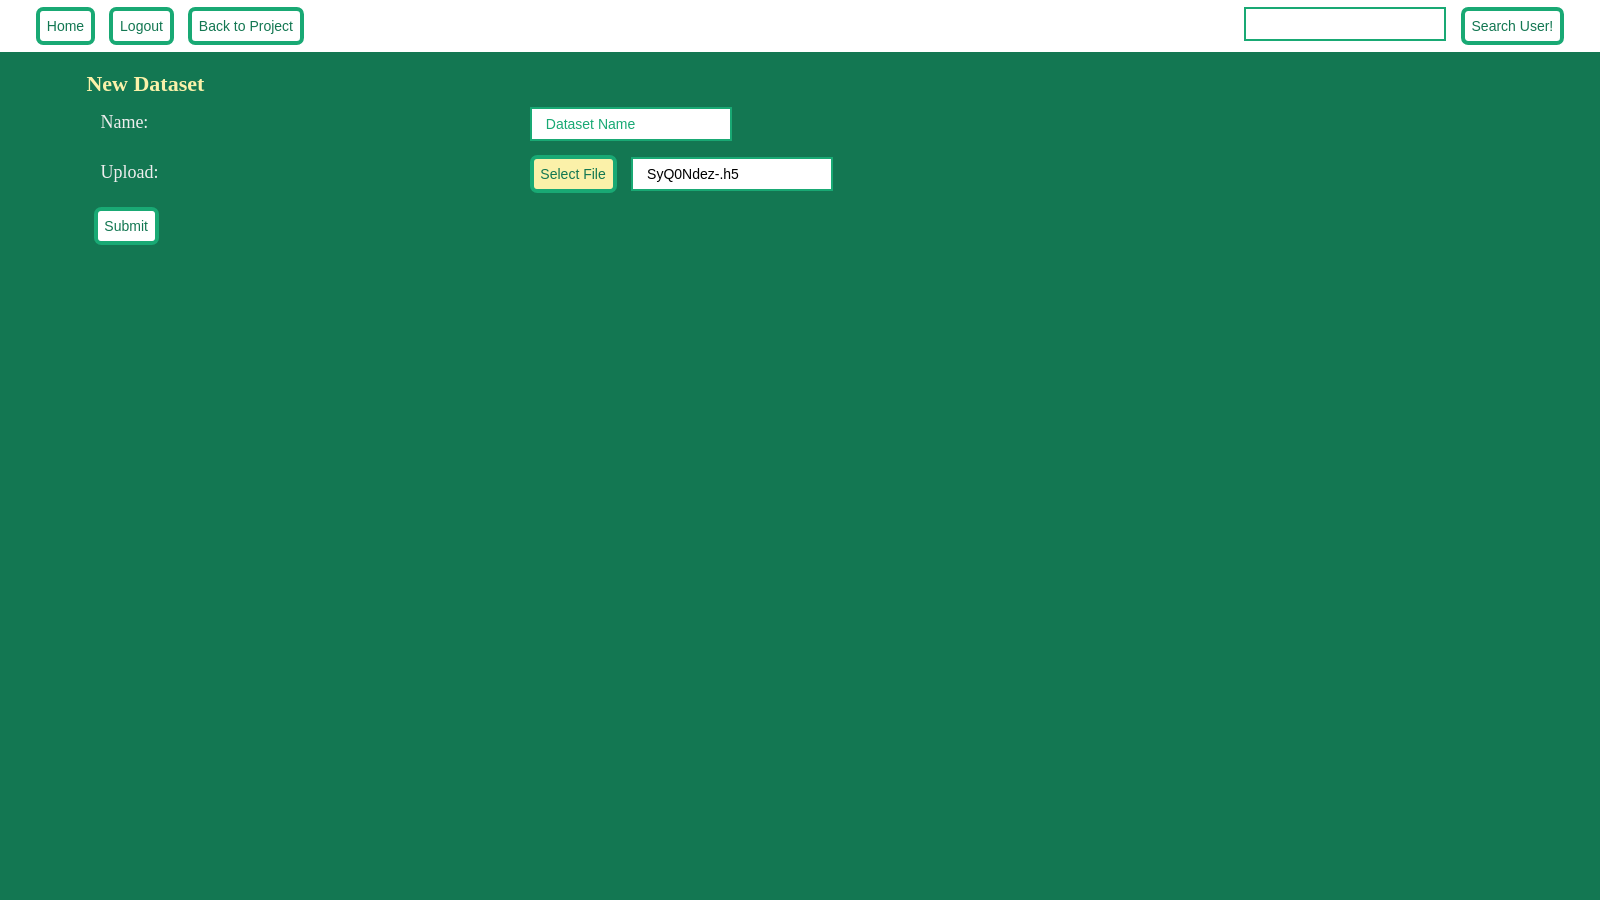 Home Logout Back to Project Search User!
New Dataset
Name: Dataset Name
Upload: Select File SyQ0Ndez-.h5
Submit